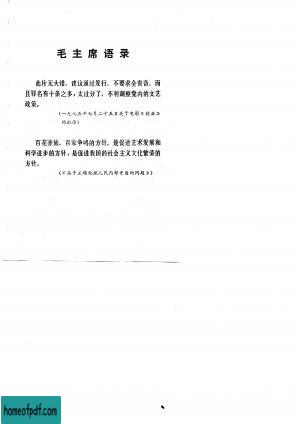 毛主席语录
此片无大错，建议通过发行。不要求全责备。而
且罪名有十条之多，太过分了，不利调整党内的文艺
政策。
(一九七五年七月二十五日关于电影《创业》
的批示)
百花齐放，百家争鸣的方针，是促进艺术发展和
科学进步的方针，是促进我国的社会主义文化繁荣的
方针。
(《关于正确处理人民内部矛盾的问题》)
homeofpdf.com